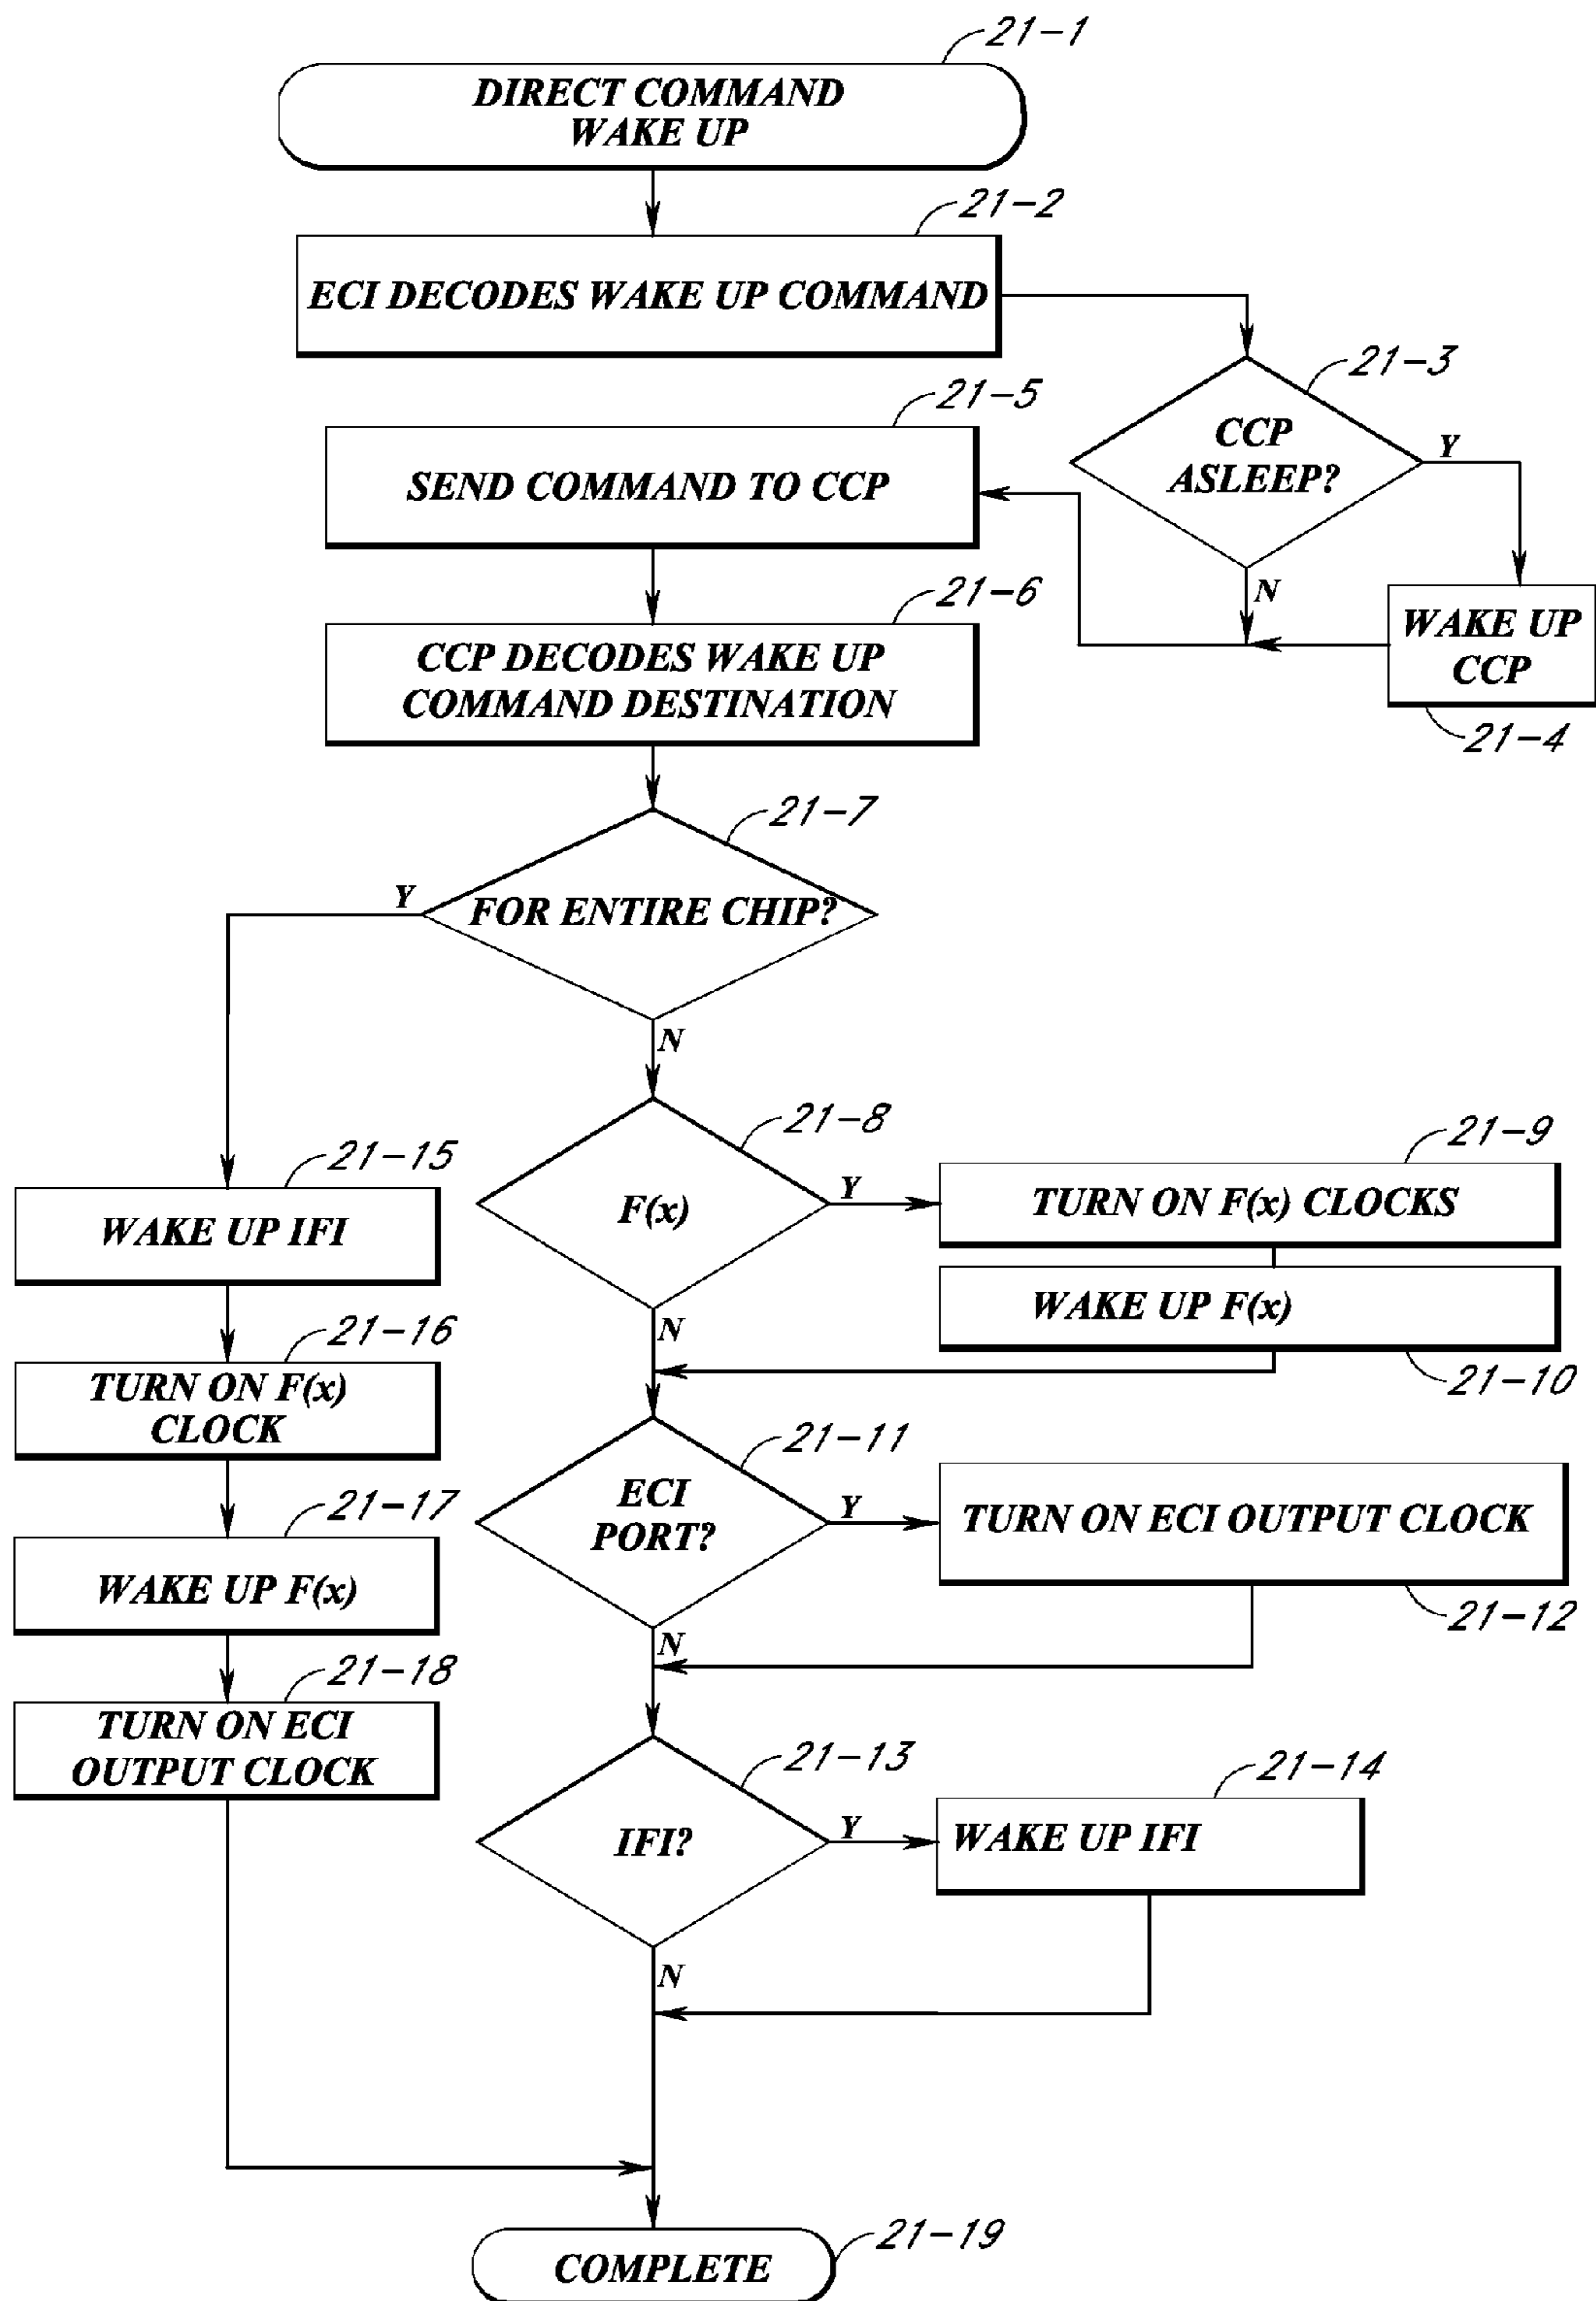 21-1
DIRECT COMMAND
WAKE UP
21-2
ECI DECODES WAKE UP COMMAND
21-3
CCP
ASLEEP?
Y
N
WAKE UP
CCP
21-4
21-5
SEND COMMAND TO CCP
21-6
CCP DECODES WAKE UP
COMMAND DESTINATION
21-7
FOR ENTIRE CHIP?
Y
N
21-8
F(x)
Y
N
21-9
TURN ON F(x) CLOCKS
WAKE UP F(x)
21-10
21-11
ECI
PORT?
Y
N
TURN ON ECI OUTPUT CLOCK
21-12
21-13
IFI?
Y
N
21-14
WAKE UP IFI
21-15
WAKE UP IFI
21-16
TURN ON F(x)
CLOCK
21-17
WAKE UP F(x)
21-18
TURN ON ECI
OUTPUT CLOCK
21-19
COMPLETE